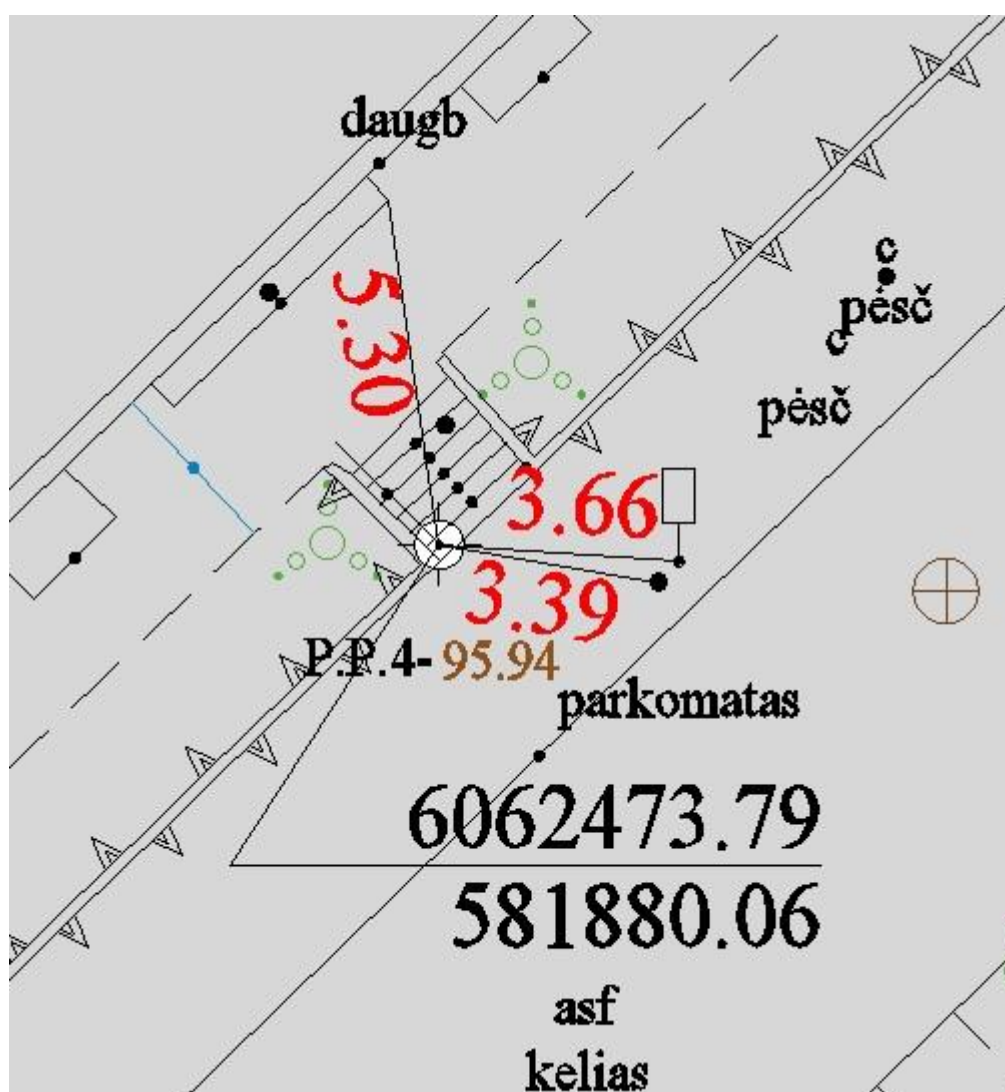 daugb
5.30
c
pėsč
c
pėsč
3.66
3.39
P.P.4- 95.94
parkomatas
6062473.79
581880.06
asf
kelias